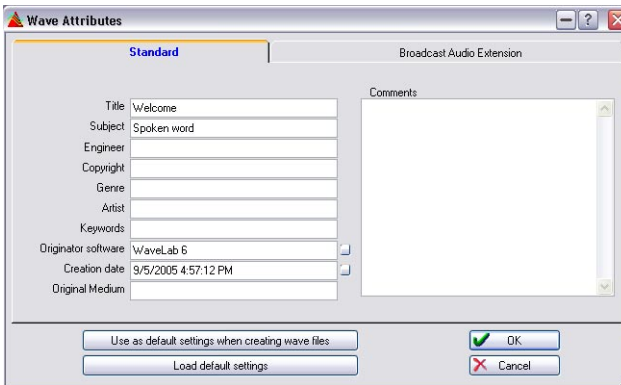 Wave Attributes
Standard
Broadcast Audio Extension
Comments
Title Welcome
Subject Spoken word
Engineer
Copyright
Genre
Artist
Keywords
Originator software WaveLab 6
Creation date 9/5/2005 4:57:12 PM
Original Medium
Use as default settings when creating wave files
OK
Load default settings
Cancel